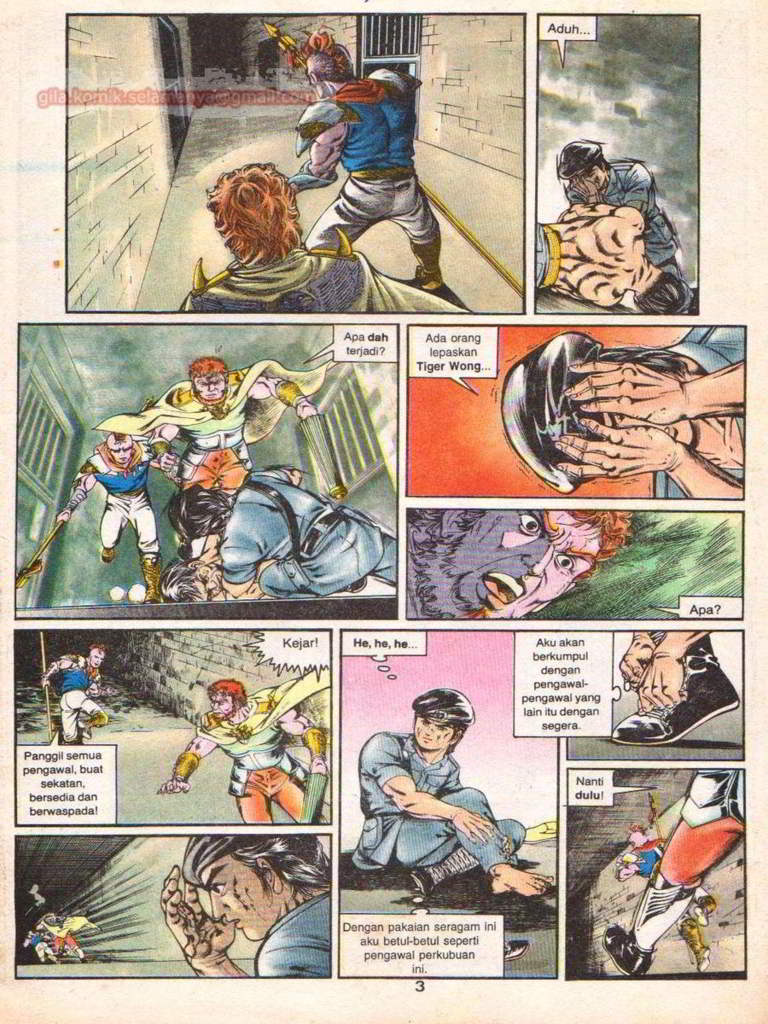 gila.komik.selamanya@gmail.com
Aduh...
Apa dah
terjadi?
Ada orang
lepaskan
Tiger Wong...
Apa?
Kejar!
Panggil semua
pengawal, buat
sekatan,
bersedia dan
berwaspada!
He, he, he...
Aku akan
berkumpul
dengan
pengawal-
pengawal yang
lain itu dengan
segera.
Dengan pakaian seragam ini
aku betul-betul seperti
pengawal perkubuan
ini.
Nanti
dulu!
3